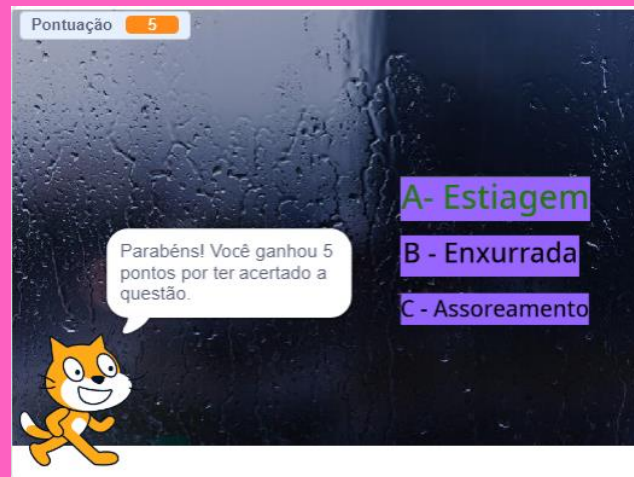 Pontuação 5
A- Estiagem
Parabéns! Você ganhou 5
pontos por ter acertado a
questão.
B - Enxurrada
C - Assoreamento